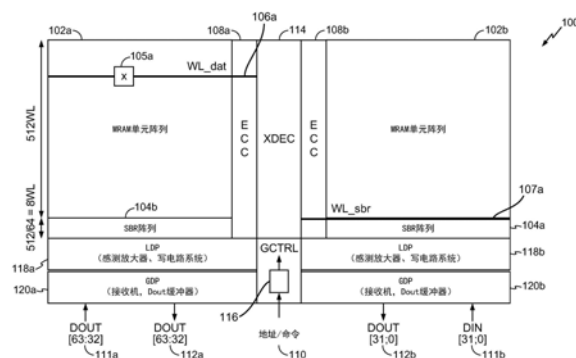 102a
108a
106a
114
108b
102b
100
105a
X
WL_dat
512WL
MRAM单元阵列
ECC
XDEC
ECC
MRAM单元阵列
WL_sbr
107a
104b
512/64 = 8WL
SBR阵列
SBR阵列
104a
LDP
(感测放大器、写电路系统)
GCTRL
LDP
(感测放大器、写电路系统)
118b
118a
GDP
(接收机, Dout缓冲器)
GDP
(接收机, Dout缓冲器)
120b
120a
116
DOUT
[63:32]
DOUT
[63:32]
地址/命令
DOUT
[31;0]
DIN
[31;0]
111a
112a
110
112b
111b